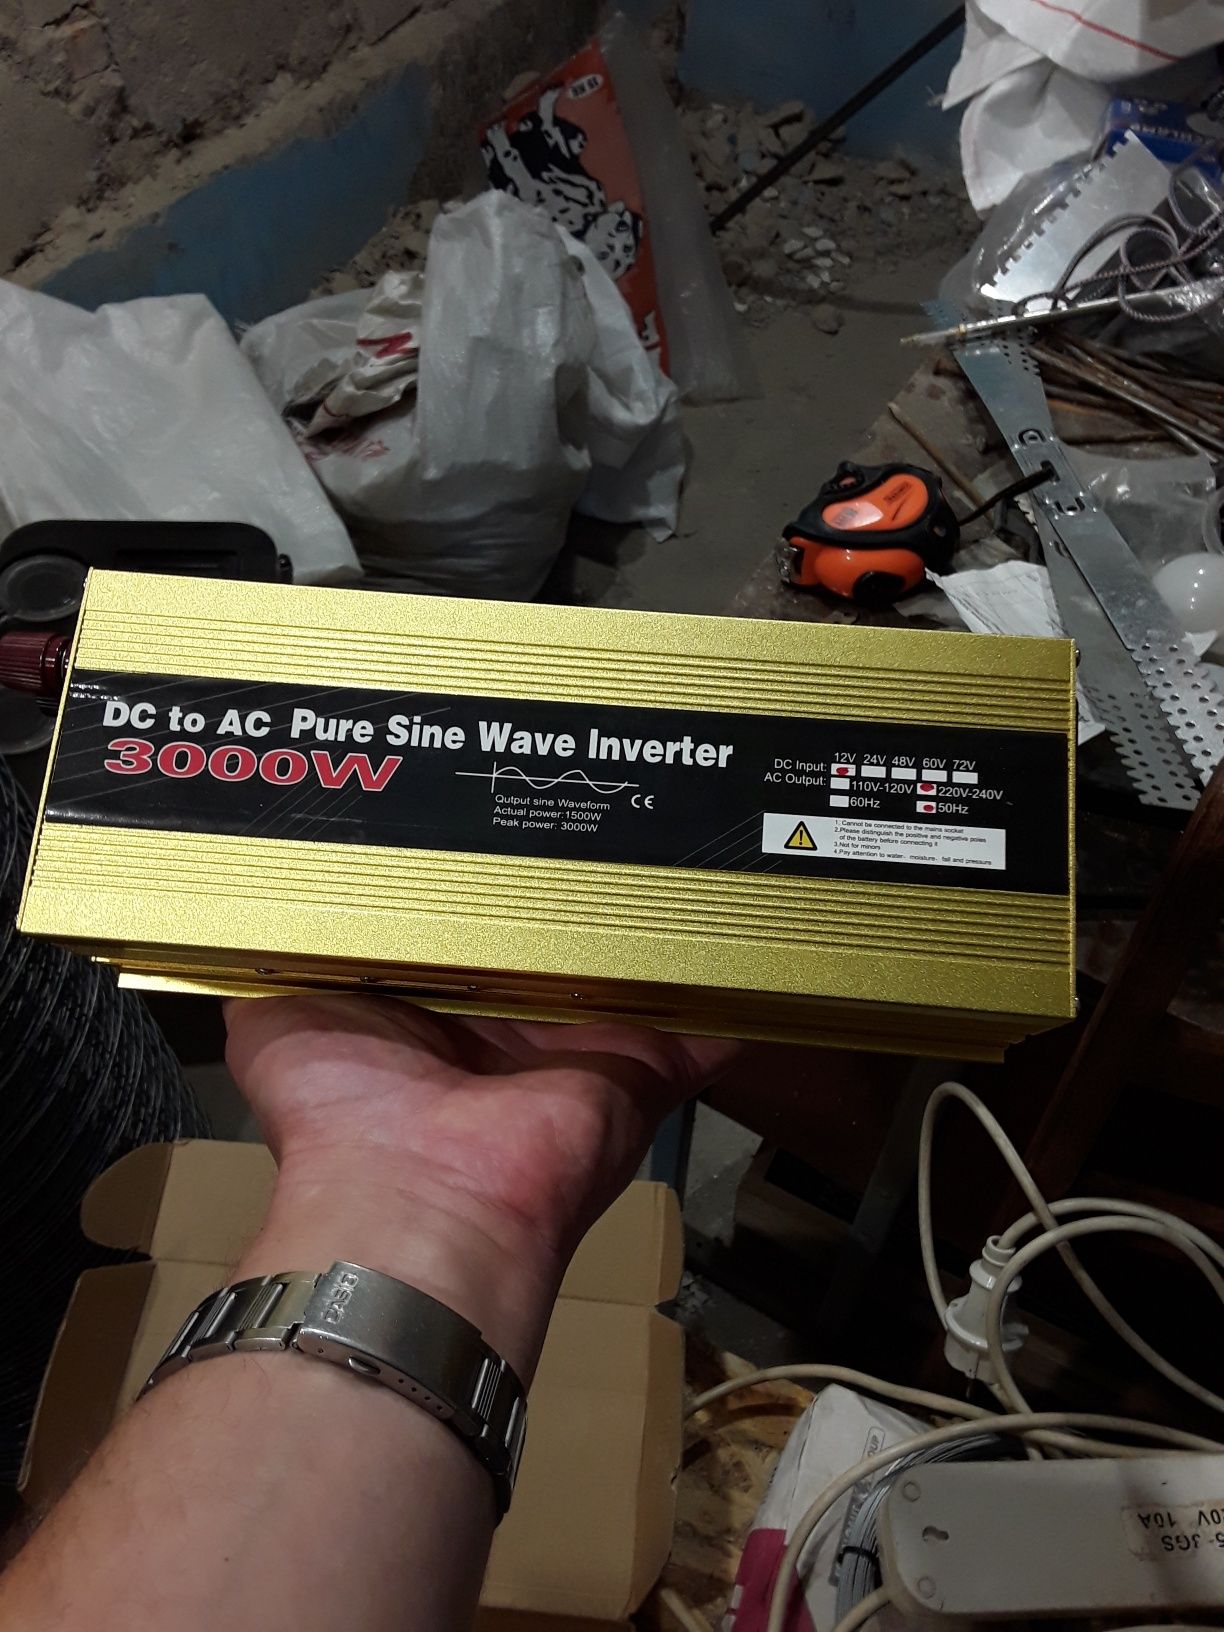 DC to AC Pure Sine Wave Inverter
3000W
Qutput sine Waveform
Actual power:1500W
Peak power: 3000W
CE
DC Input: 12V 24V 48V 60V 72V
AC Output: 110V-120V 220V-240V
60Hz 50Hz
1. Cannot be connected to the mains socket
2.Please distinguish the positive and negative poles
of the battery before connecting it
3.Not for minors
4.Pay attention to water、moisture、fall and pressure
CASIO